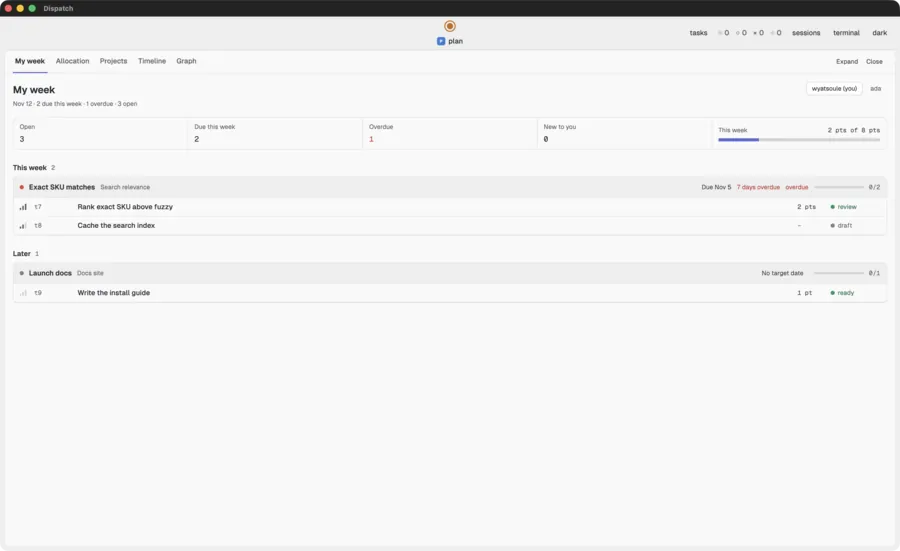 Dispatch
plan
tasks 0 0 0 0 sessions terminal dark
My week Allocation Projects Timeline Graph Expand Close
My week wyatsouie (you) ada
Nov 12 · 2 due this week · 1 overdue · 3 open
Open Due this week Overdue New to you This week 2 pts of 8 pts
3 2 1 0
This week 2
Exact SKU matches Search relevance Due Nov 5 7 days overdue overdue 0/2
t7 Rank exact SKU above fuzzy 2 pts review
t8 Cache the search index - draft
Later 1
Launch docs Docs site No target date 0/1
t9 Write the install guide 1 pt ready